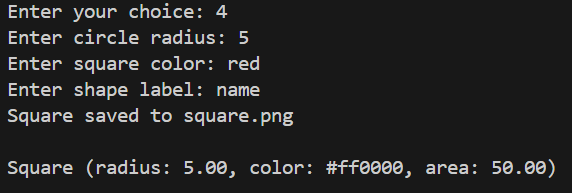 Enter your choice: 4
Enter circle radius: 5
Enter square color: red
Enter shape label: name
Square saved to square.png
Square (radius: 5.00, color: #ff0000, area: 50.00)